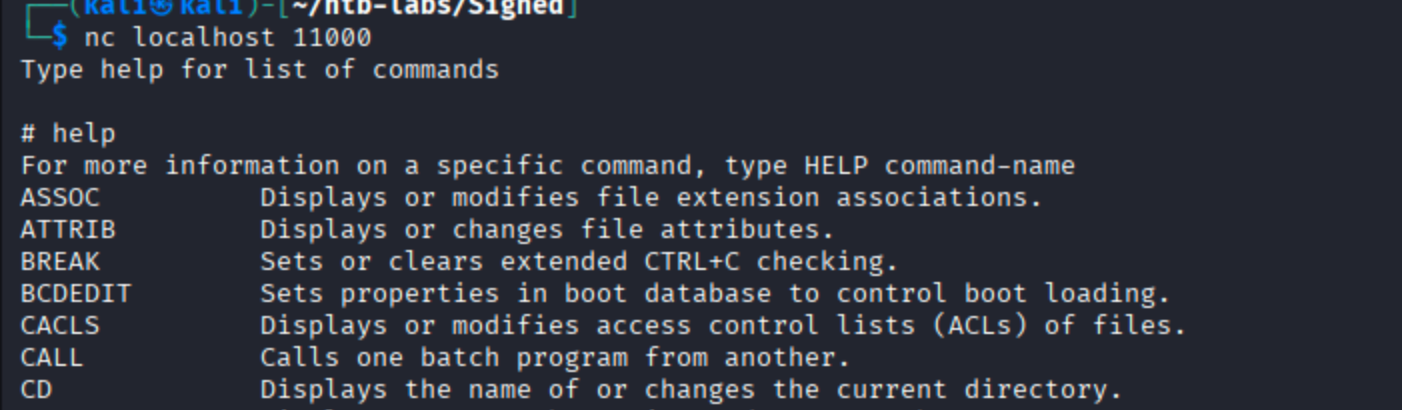 ┌──(kali㉿kali)-[~/htb-labs/Signed]
└─$ nc localhost 11000
Type help for list of commands
# help
For more information on a specific command, type HELP command-name
ASSOC          Displays or modifies file extension associations.
ATTRIB         Displays or changes file attributes.
BREAK          Sets or clears extended CTRL+C checking.
BCDEDIT        Sets properties in boot database to control boot loading.
CACLS          Displays or modifies access control lists (ACLs) of files.
CALL           Calls one batch program from another.
CD             Displays the name of or changes the current directory.